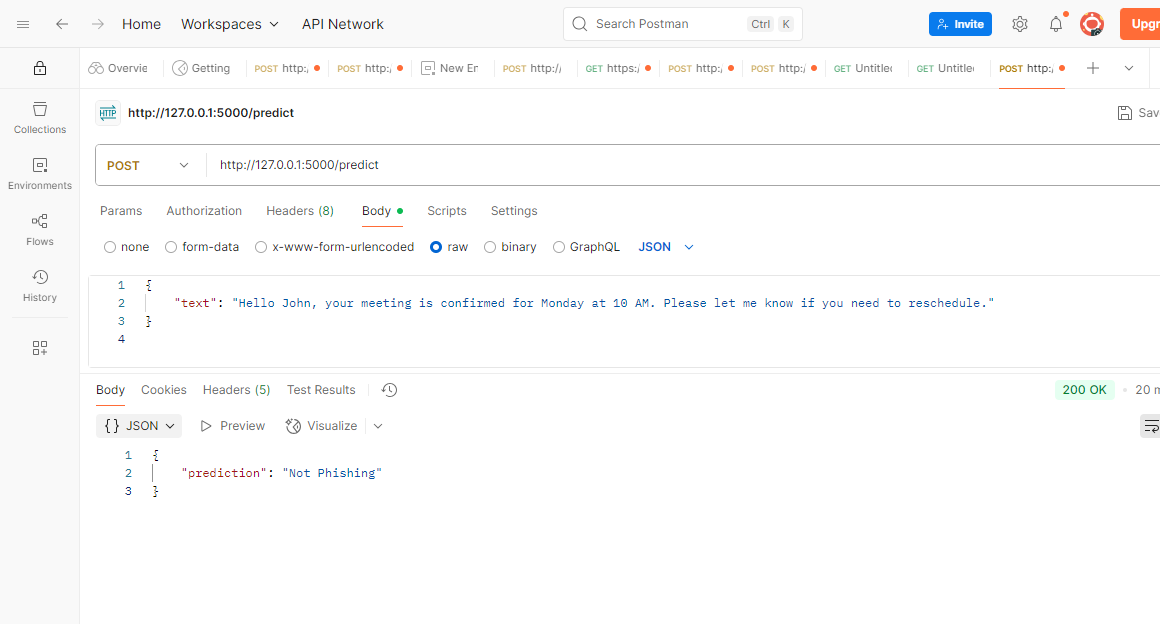 Home Workspaces API Network Search Postman Ctrl K Invite Upgr
Overvie Getting POST http: POST http: New En POST http:/ GET https:/ POST http: POST http:/ GET Untitle GET Untitle POST http:
HTTP http://127.0.0.1:5000/predict Sav
Collections
Environments
Flows
History
POST http://127.0.0.1:5000/predict
Params Authorization Headers (8) Body Scripts Settings
none form-data x-www-form-urlencoded raw binary GraphQL JSON
1 {
2 "text": "Hello John, your meeting is confirmed for Monday at 10 AM. Please let me know if you need to reschedule."
3 }
4
Body Cookies Headers (5) Test Results 200 OK 20 m
{} JSON Preview Visualize
1 {
2 "prediction": "Not Phishing"
3 }